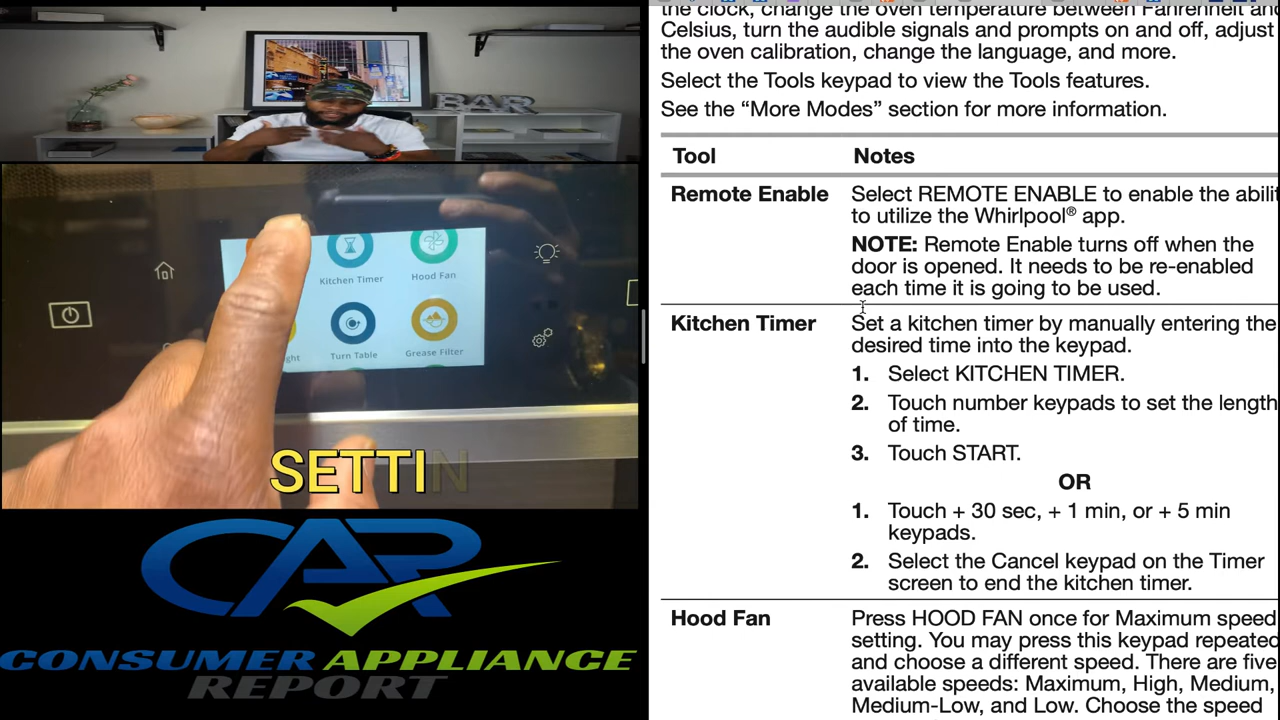 BAR
Kitchen Timer
Hood Fan
ght
Turn Table
Grease Filter
SETTIN
CAR
CONSUMER APPLIANCE
REPORT
the clock, change the oven temperature between Fahrenheit and
Celsius, turn the audible signals and prompts on and off, adjust
the oven calibration, change the language, and more.
Select the Tools keypad to view the Tools features.
See the “More Modes” section for more information.
Tool Notes
Remote Enable Select REMOTE ENABLE to enable the abilit
to utilize the Whirlpool® app.
NOTE: Remote Enable turns off when the
door is opened. It needs to be re-enabled
each time it is going to be used.
Kitchen Timer Set a kitchen timer by manually entering the
desired time into the keypad.
1. Select KITCHEN TIMER.
2. Touch number keypads to set the length
of time.
3. Touch START.
OR
1. Touch + 30 sec, + 1 min, or + 5 min
keypads.
2. Select the Cancel keypad on the Timer
screen to end the kitchen timer.
Hood Fan Press HOOD FAN once for Maximum speed
setting. You may press this keypad repeated
and choose a different speed. There are five
available speeds: Maximum, High, Medium,
Medium-Low, and Low. Choose the speed